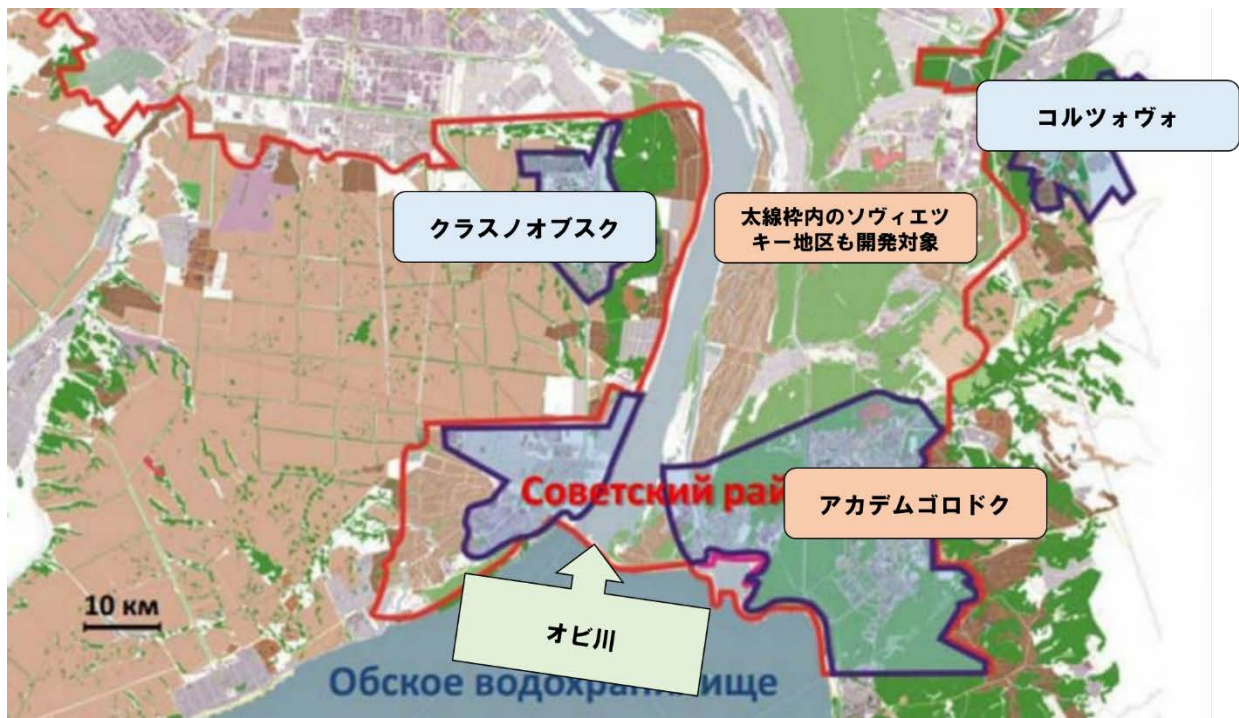 コルツォヴォ
クラスノオブスク
太線枠内のソヴィエツ
キー地区も開発対象
Советский
アカデムゴロドク
10 км
オビ川
Обское